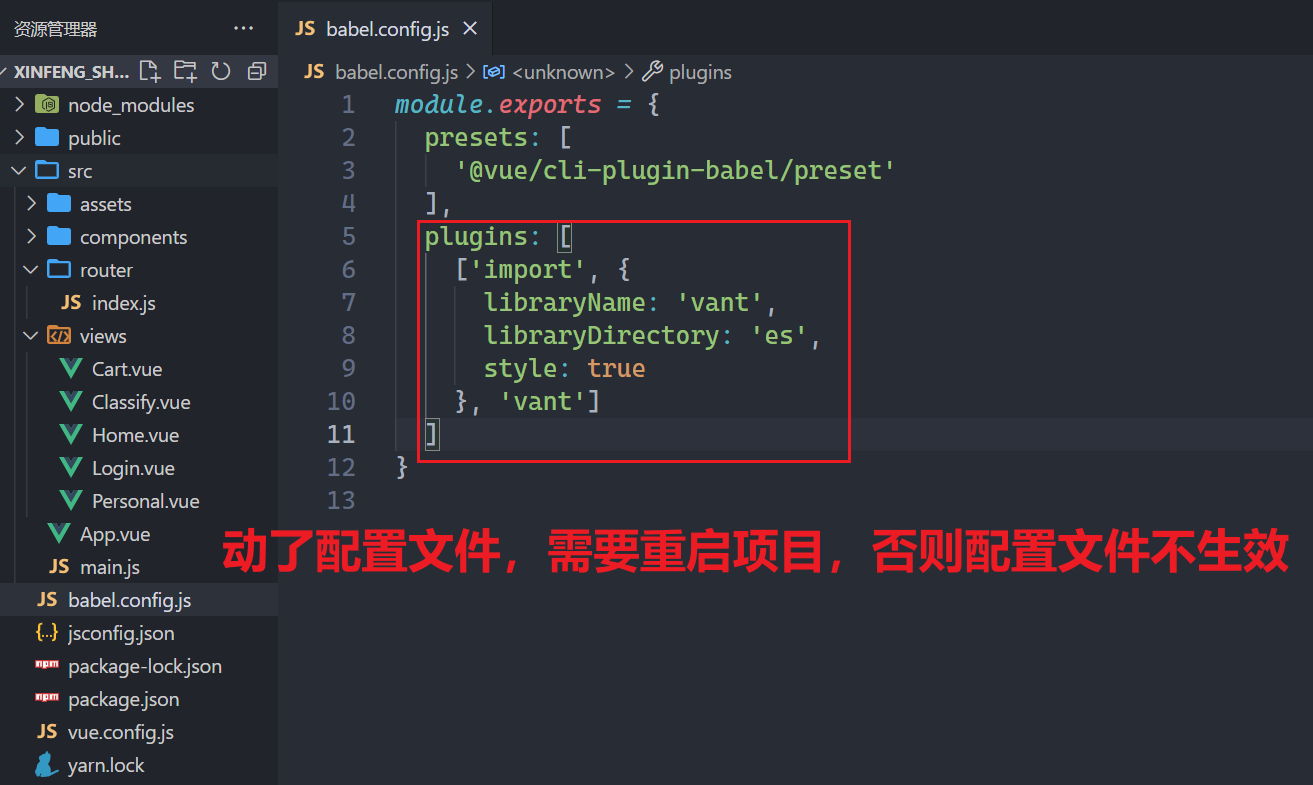 资源管理器 ···
XINFENG_SH...
node_modules
public
src
assets
components
router
JS index.js
views
Cart.vue
Classify.vue
Home.vue
Login.vue
Personal.vue
App.vue
JS main.js
JS babel.config.js
{..} jsconfig.json
npm package-lock.json
npm package.json
JS vue.config.js
yarn.lock
JS babel.config.js ×
JS babel.config.js > <unknown> > plugins
1 module.exports = {
2 presets: [
3 '@vue/cli-plugin-babel/preset'
4 ],
5 plugins: [
6 ['import', {
7 libraryName: 'vant',
8 libraryDirectory: 'es',
9 style: true
10 }, 'vant']
11 ]
12 }
13
动了配置文件，需要重启项目，否则配置文件不生效